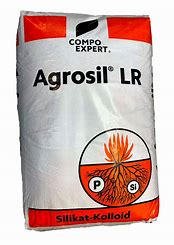 COMPO
EXPERT®
Agrosil® LR
P
Si
Silikat-Kolloid